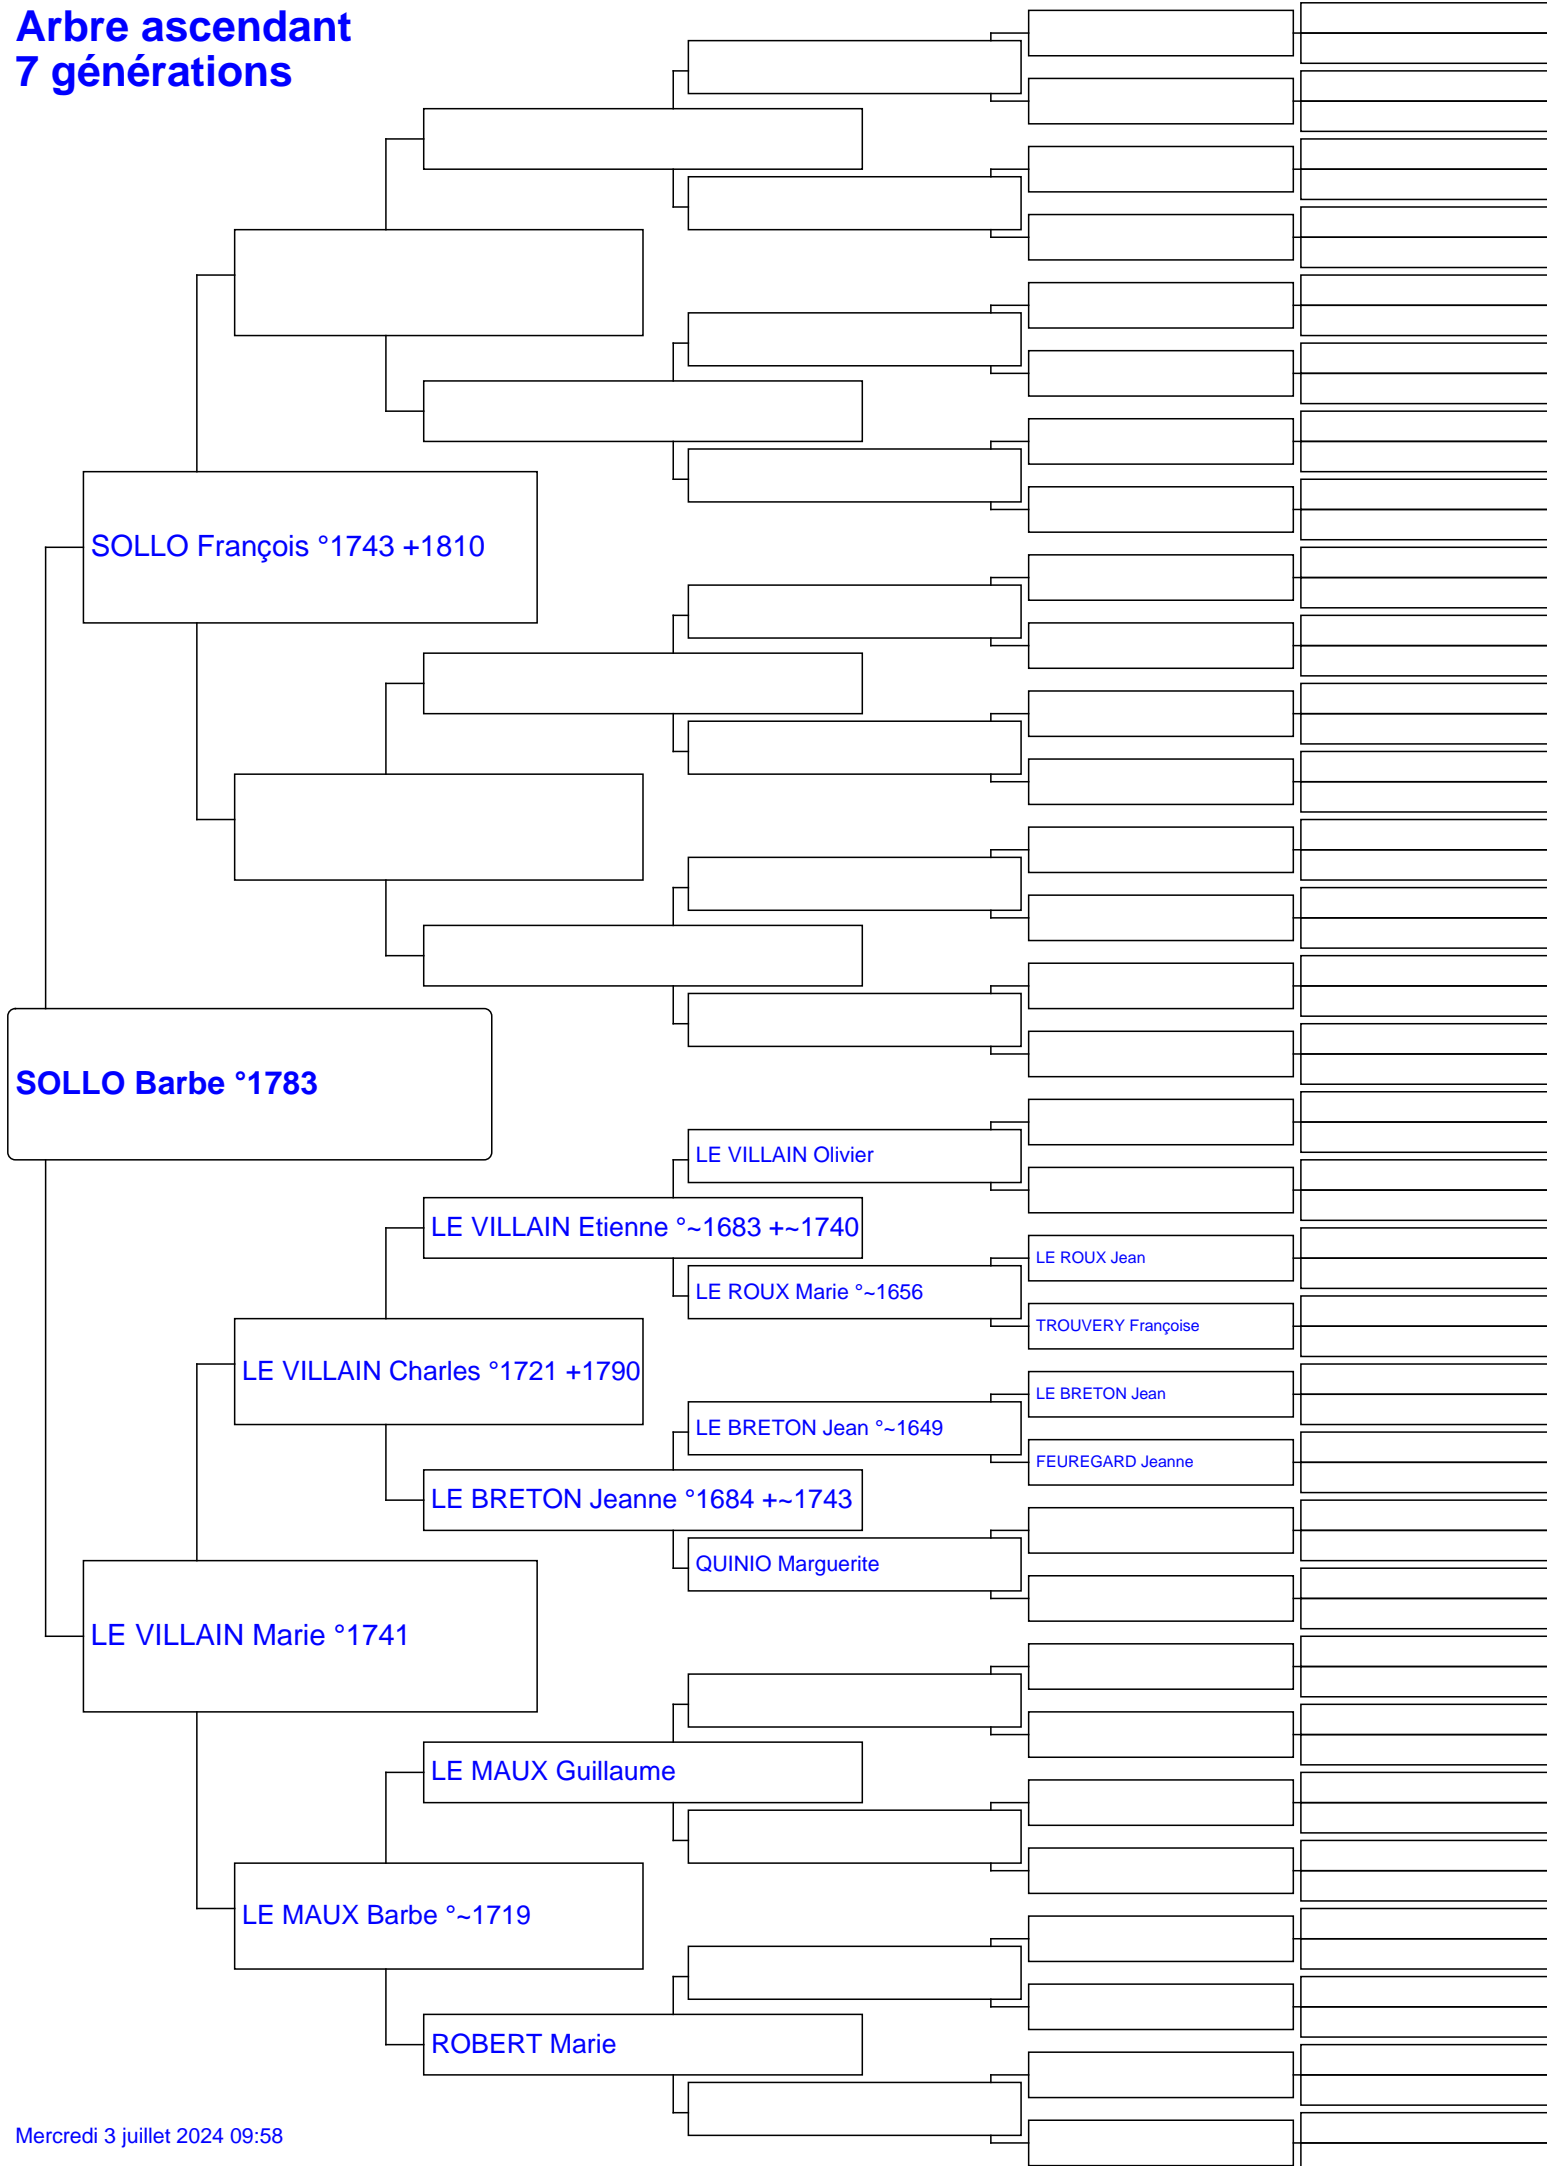 Arbre ascendant
7 générations
SOLLO François °1743 +1810
SOLLO Barbe °1783
LE VILLAIN Olivier
LE VILLAIN Etienne °~1683 +~1740
LE ROUX Jean
LE ROUX Marie °~1656
TROUVERY Françoise
LE VILLAIN Charles °1721 +1790
LE BRETON Jean
LE BRETON Jean °~1649
FEUREGARD Jeanne
LE BRETON Jeanne °1684 +~1743
QUINIO Marguerite
LE VILLAIN Marie °1741
LE MAUX Guillaume
LE MAUX Barbe °~1719
ROBERT Marie
Mercredi 3 juillet 2024 09:58